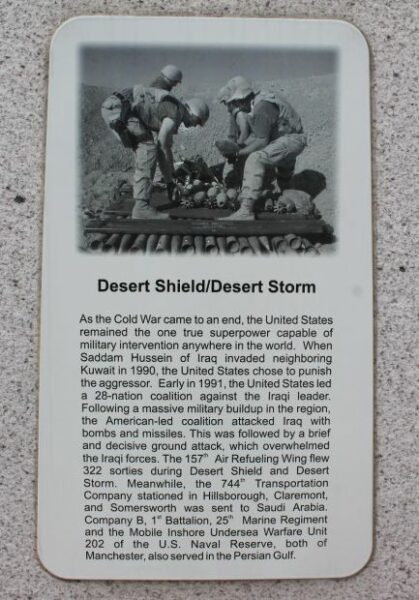 Desert Shield/Desert Storm
As the Cold War came to an end, the United States
remained the one true superpower capable of
military intervention anywhere in the world. When
Saddam Hussein of Iraq invaded neighboring
Kuwait in 1990, the United States chose to punish
the aggressor. Early in 1991, the United States led
a 28-nation coalition against the Iraqi leader.
Following a massive military buildup in the region,
the American-led coalition attacked Iraq with
bombs and missiles. This was followed by a brief
and decisive ground attack, which overwhelmed
the Iraqi forces. The 157th Air Refueling Wing flew
322 sorties during Desert Shield and Desert
Storm. Meanwhile, the 744th Transportation
Company stationed in Hillsborough, Claremont,
and Somersworth was sent to Saudi Arabia.
Company B, 1st Battalion, 25th Marine Regiment
and the Mobile Inshore Undersea Warfare Unit
202 of the U.S. Naval Reserve, both of
Manchester, also served in the Persian Gulf.